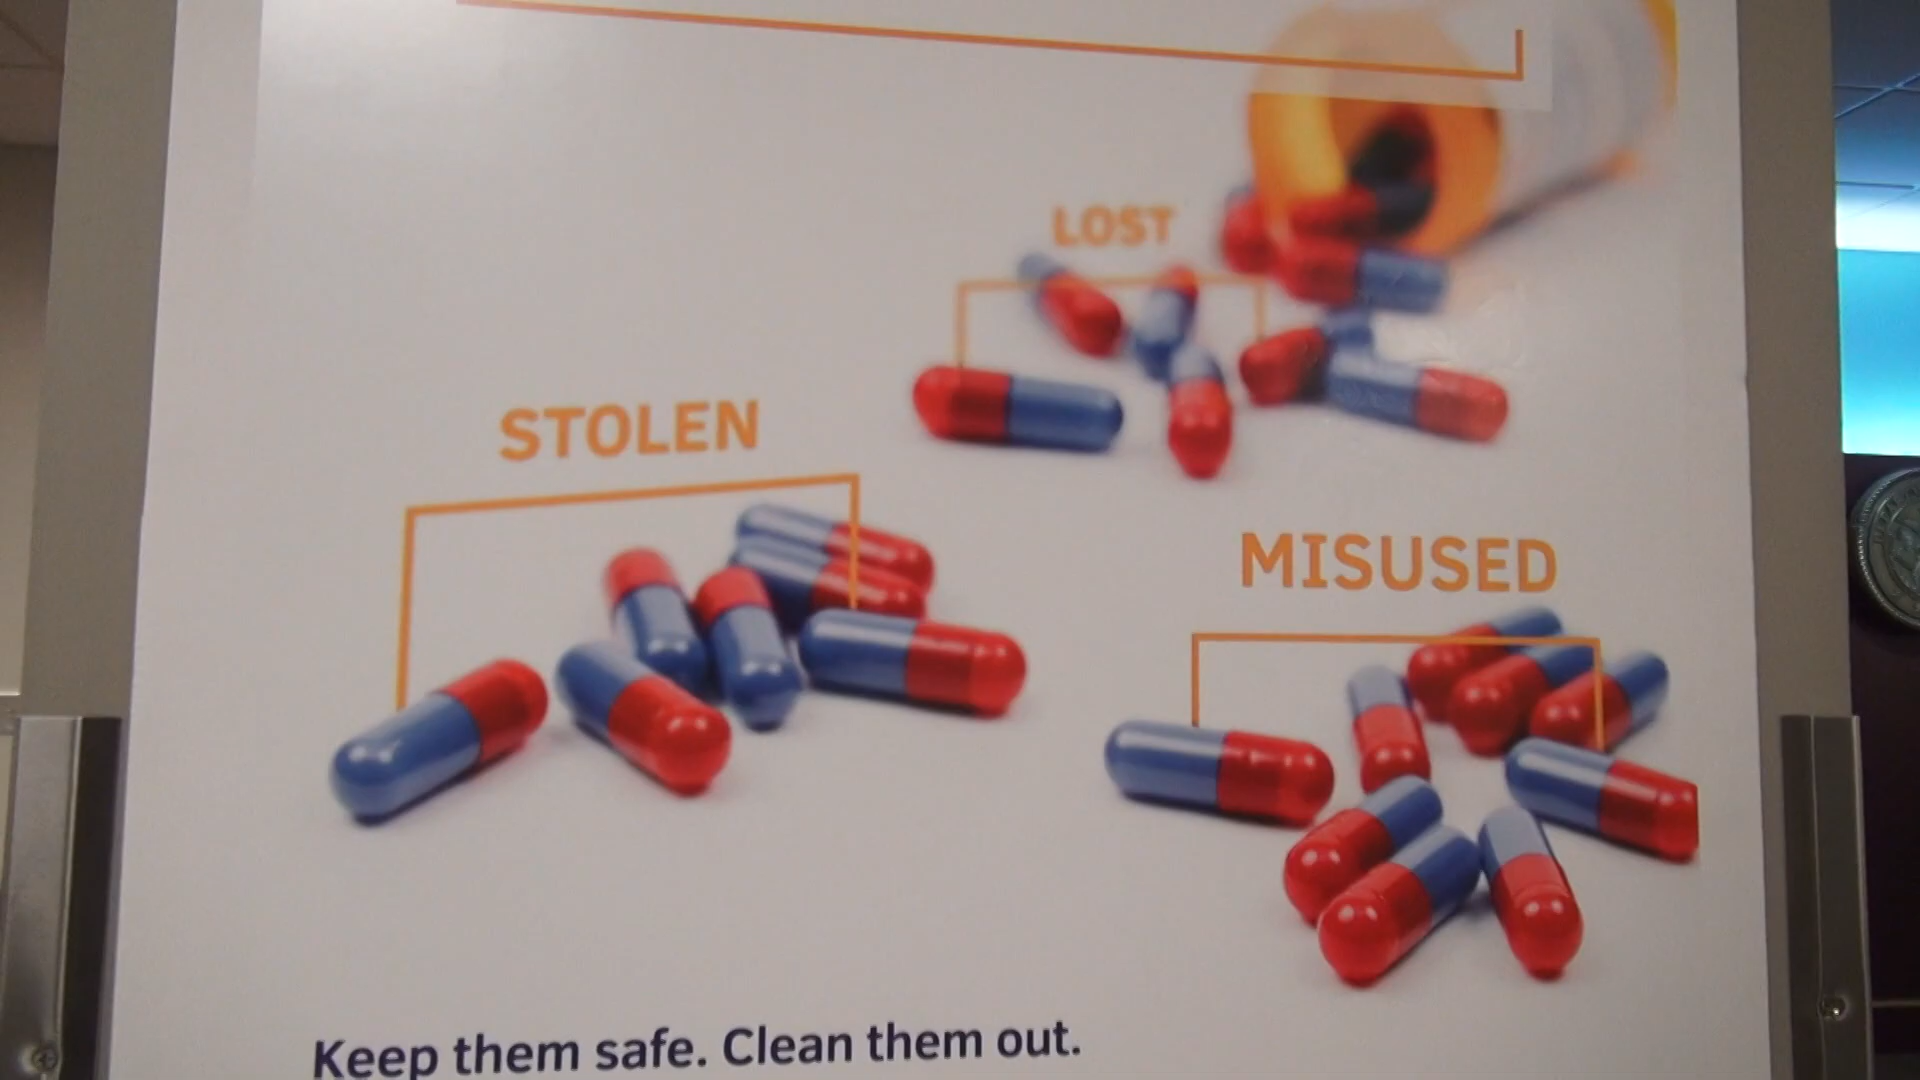 LOST
STOLEN
MISUSED
Keep them safe. Clean them out.